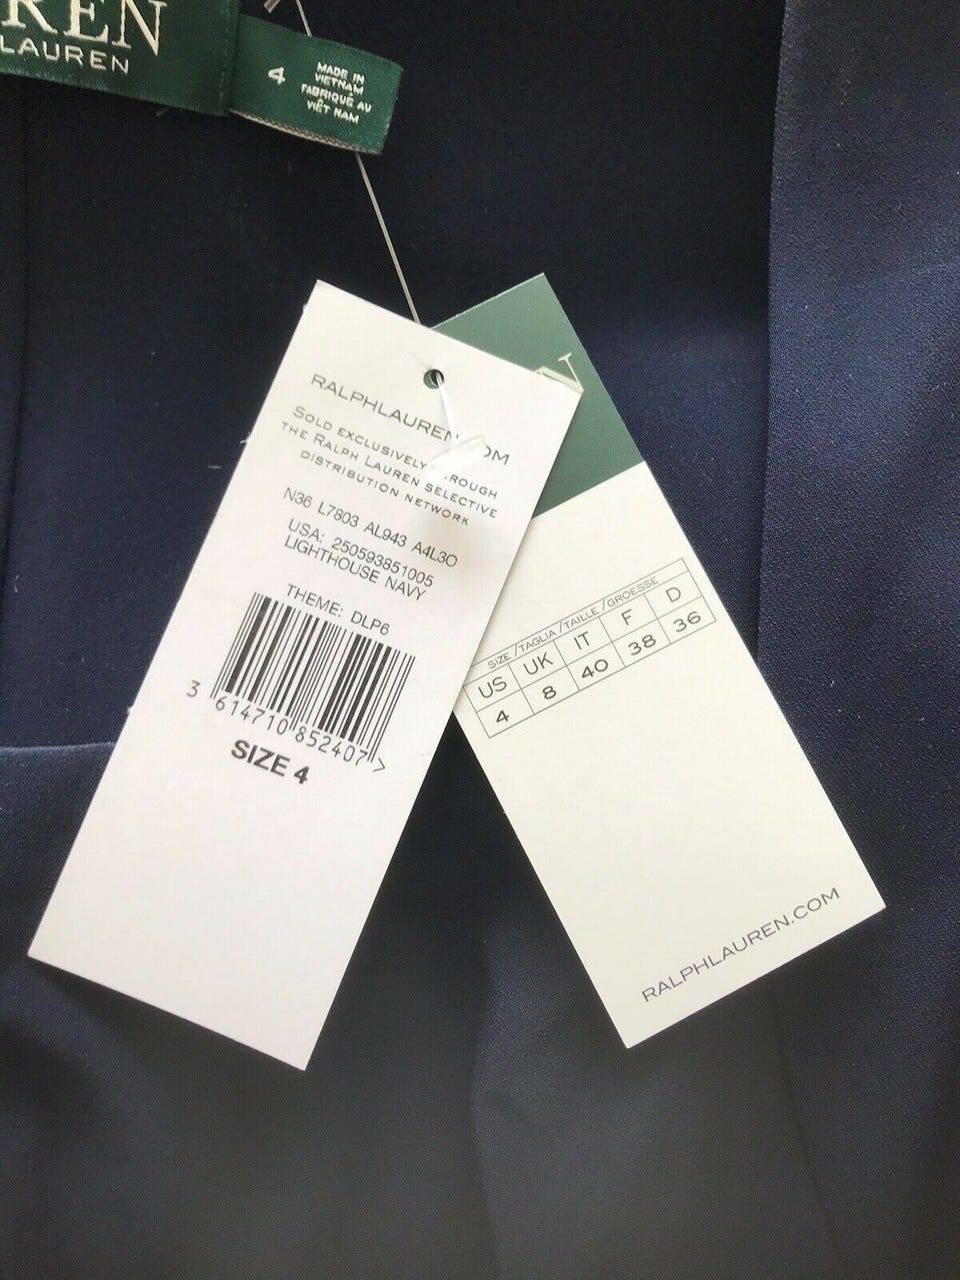 REN
LAUREN
4
MADE IN
VIETNAM
FABRIQUÉ AU
VIÊT NAM
RALPHLAUREN OM
SOLD EXCLUSIVELY ROUGH
THE RALPH LAUREN SELECTIVE
DISTRIBUTION NETWORK
N36 L7803 AL943 A4L3O
USA: 250593851005
LIGHTHOUSE NAVY
THEME: DLP6
3 614710 852407 >
SIZE 4
SIZE /TAGLIA /TAILLE /GROESSE
US UK IT F D
4 8 40 38 36
RALPHLAUREN.COM